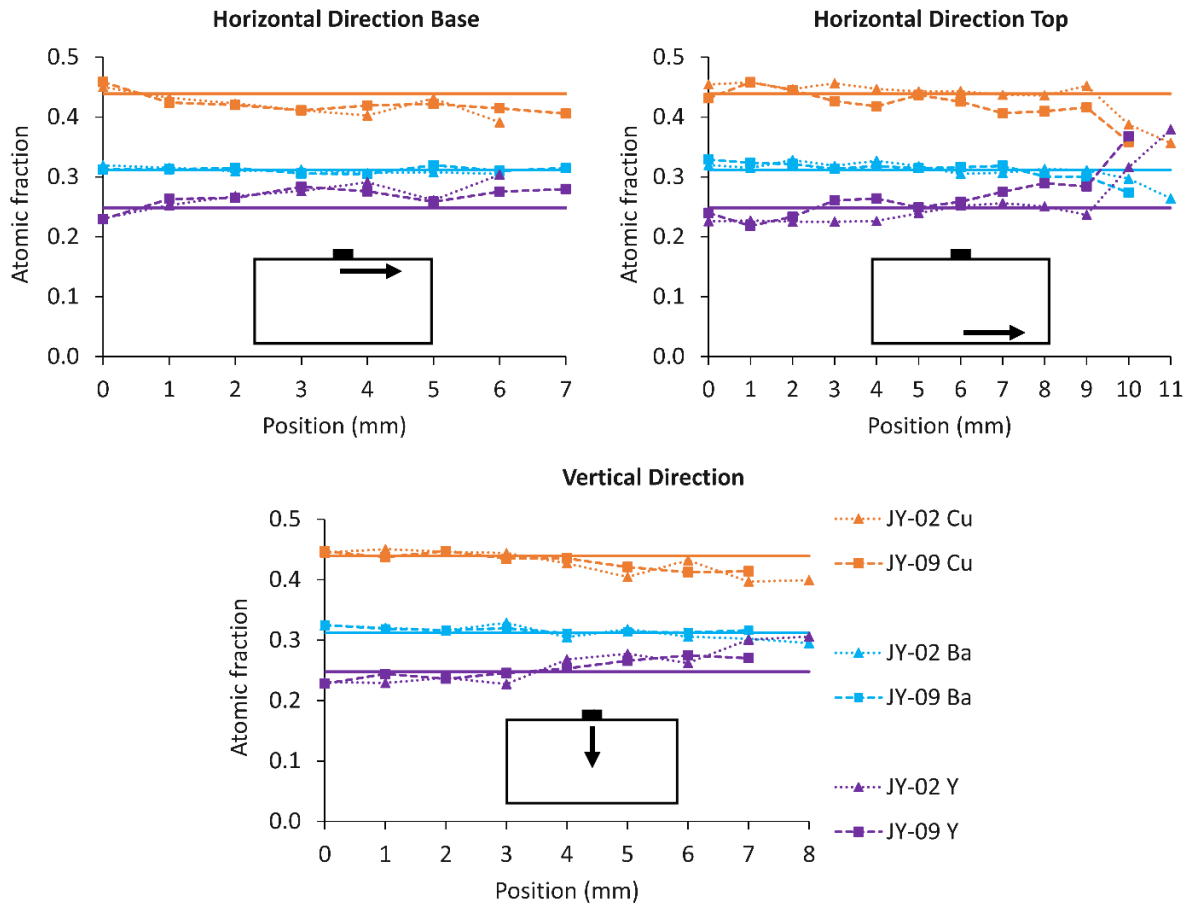 Horizontal Direction Base
0.5
0.4
0.3
0.2
0.1
0.0
Atomic fraction
0 1 2 3 4 5 6 7
Position (mm)
Horizontal Direction Top
0.5
0.4
0.3
0.2
0.1
0.0
Atomic fraction
0 1 2 3 4 5 6 7 8 9 10 11
Position (mm)
Vertical Direction
0.5
0.4
0.3
0.2
0.1
0.0
Atomic fraction
0 1 2 3 4 5 6 7 8
Position (mm)
JY-02 Cu
JY-09 Cu
JY-02 Ba
JY-09 Ba
JY-02 Y
JY-09 Y